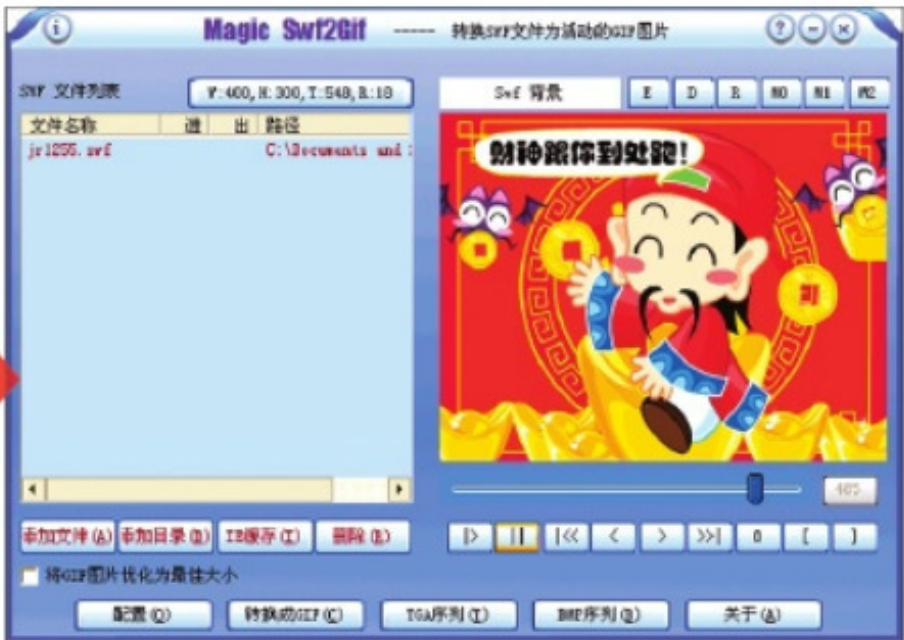 Magic Swf2Gif ----- 转换SWF文件为活动的GIF图片
SWF 文件列表
W:400, H:300, T:548, R:18
Swf 背景
E
D
R
M0
M1
M2
文件名称 进 出 路径
jr1255.swf C:\Documents and
财神跟你到处跑!
485
添加文件(A)
添加目录(D)
IE缓存(I)
删除(R)
|>
||
|<<
<
>
>>|
0
[
]
将GIF图片优化为最佳大小
配置(O)
转换成GIF(C)
TGA序列(T)
BMP序列(B)
关于(A)